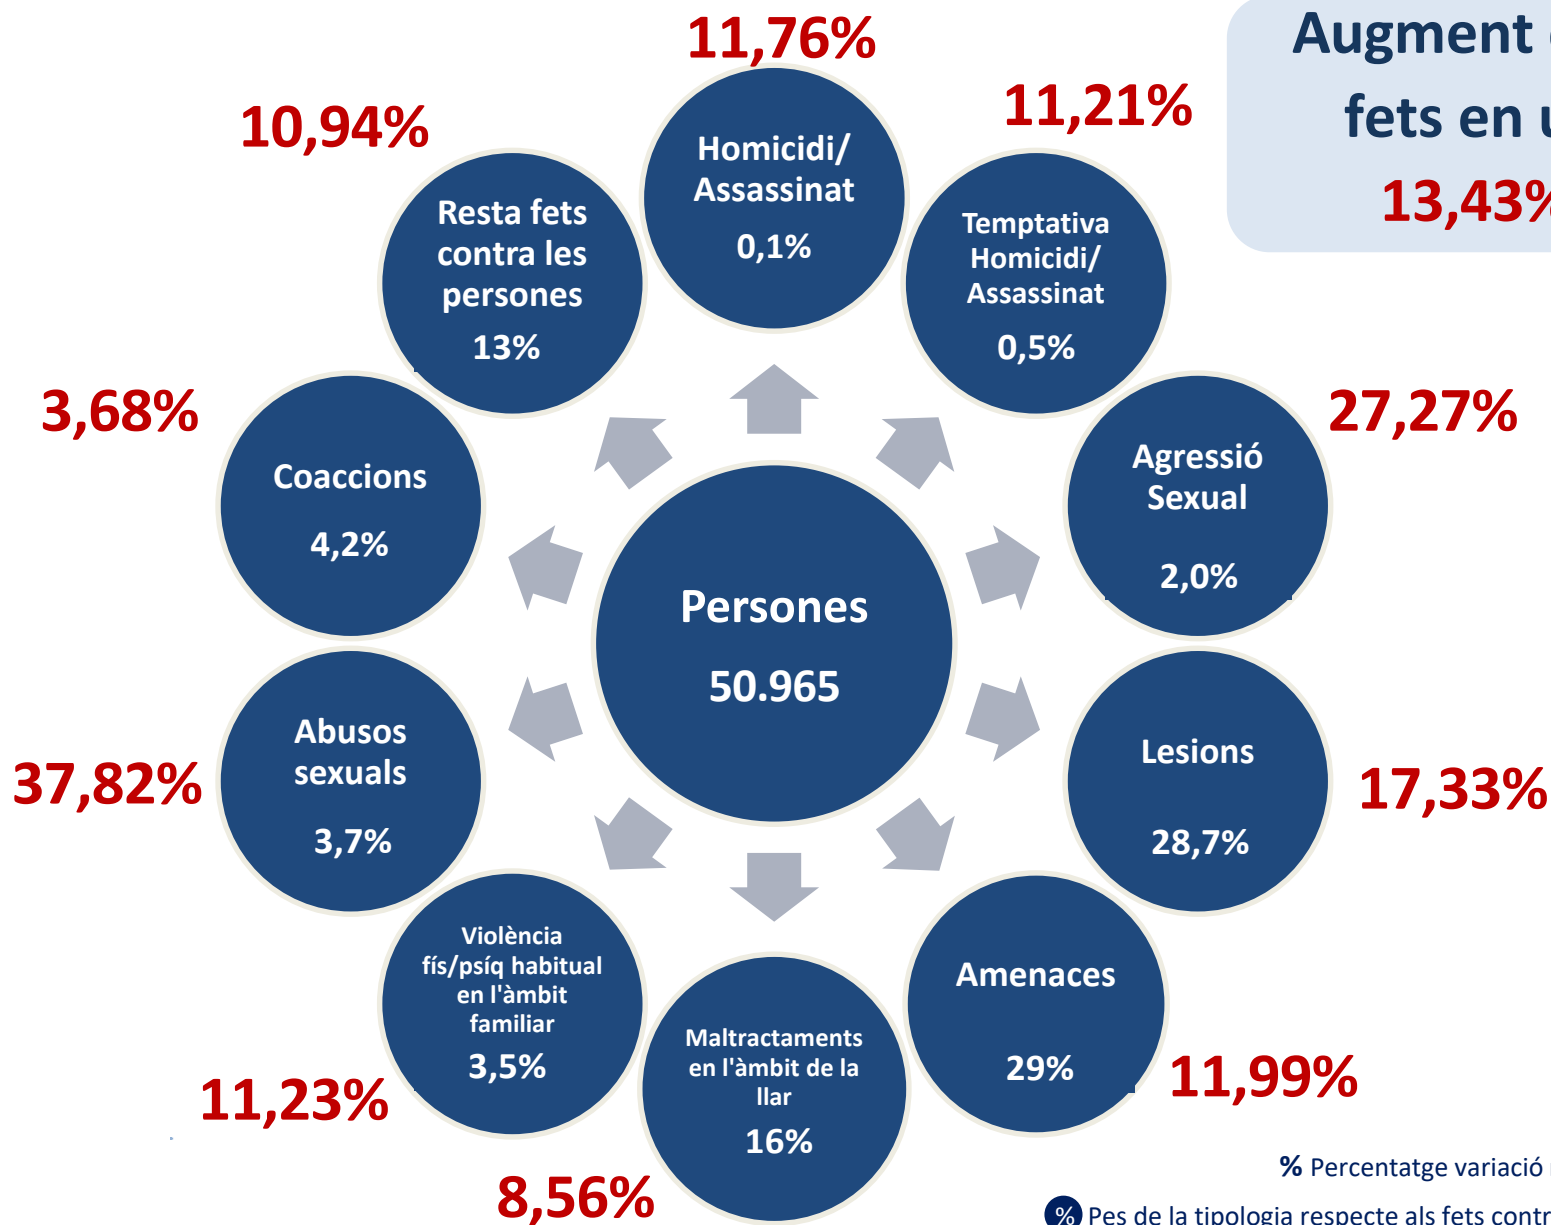 11,76%
Homicidi/
Assassinat
0,1%
11,21%
Temptativa
Homicidi/
Assassinat
0,5%
Augment
fets en
13,43%
27,27%
Agressió
Sexual
2,0%
17,33%
Lesions
28,7%
11,99%
Amenaces
29%
8,56%
Maltractaments
en l'àmbit de la
llar
16%
11,23%
Violència
fís/psíq habitual
en l'àmbit
familiar
3,5%
37,82%
Abusos
sexuals
3,7%
3,68%
Coaccions
4,2%
10,94%
Resta fets
contra les
persones
13%
Persones
50.965
% Percentatge variació
% Pes de la tipologia respecte als fets contr